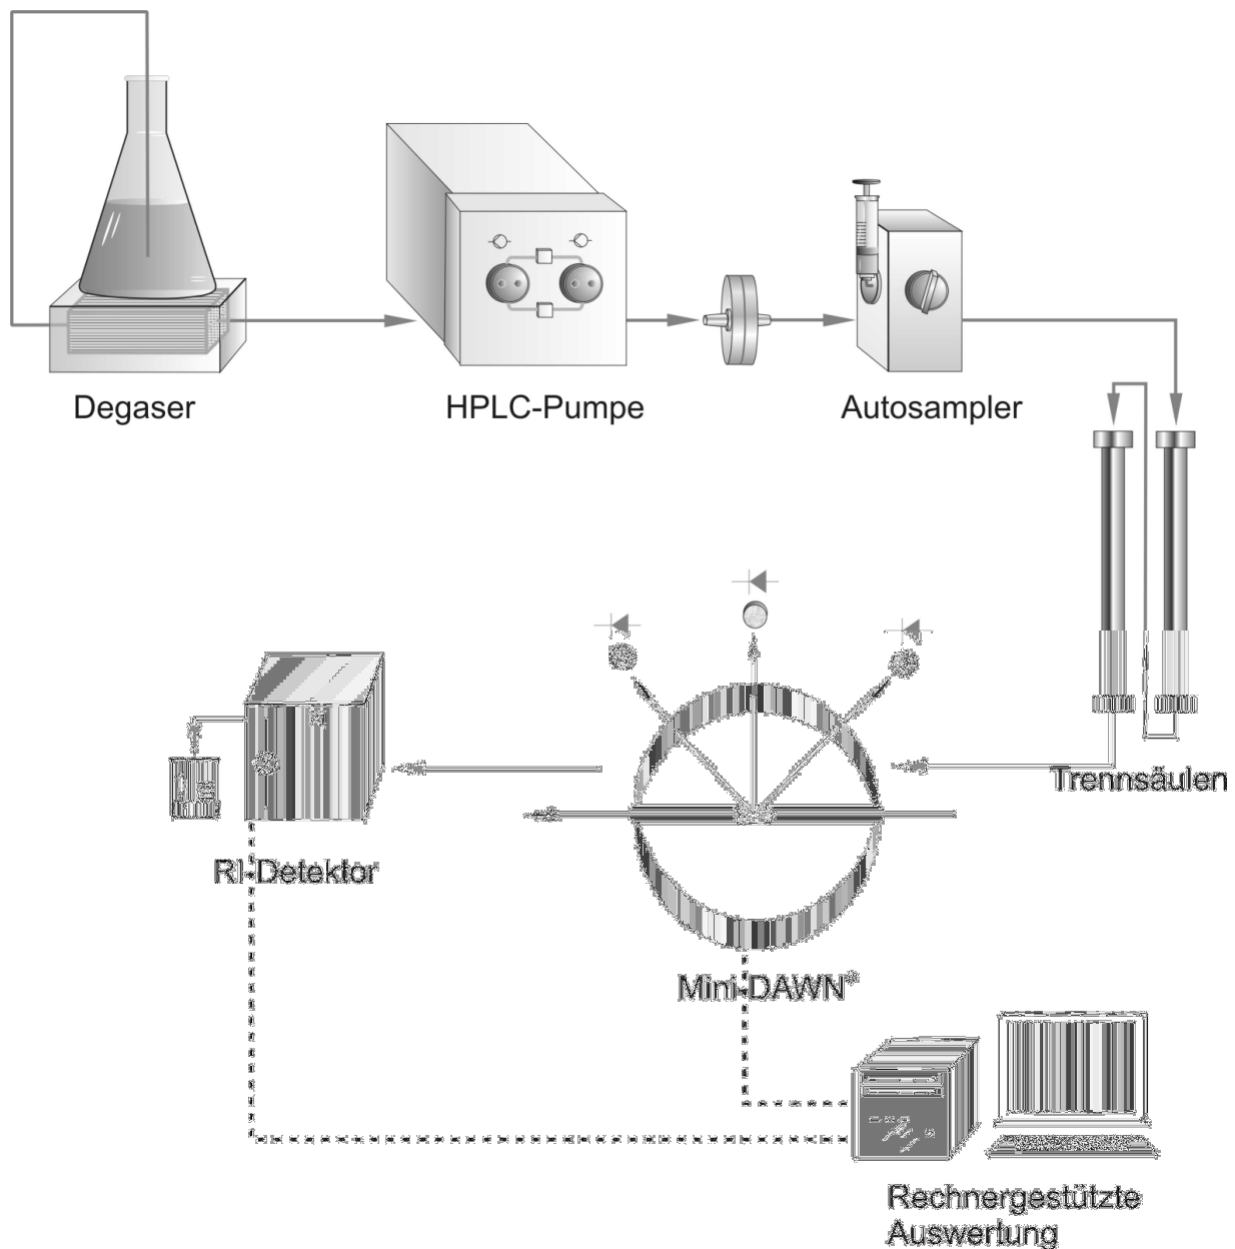 Degaser
HPLC-Pumpe
Autosampler
Trennsäulen
RI-Detektor
Mini-DAWN®
Rechnergestützte
Auswertung